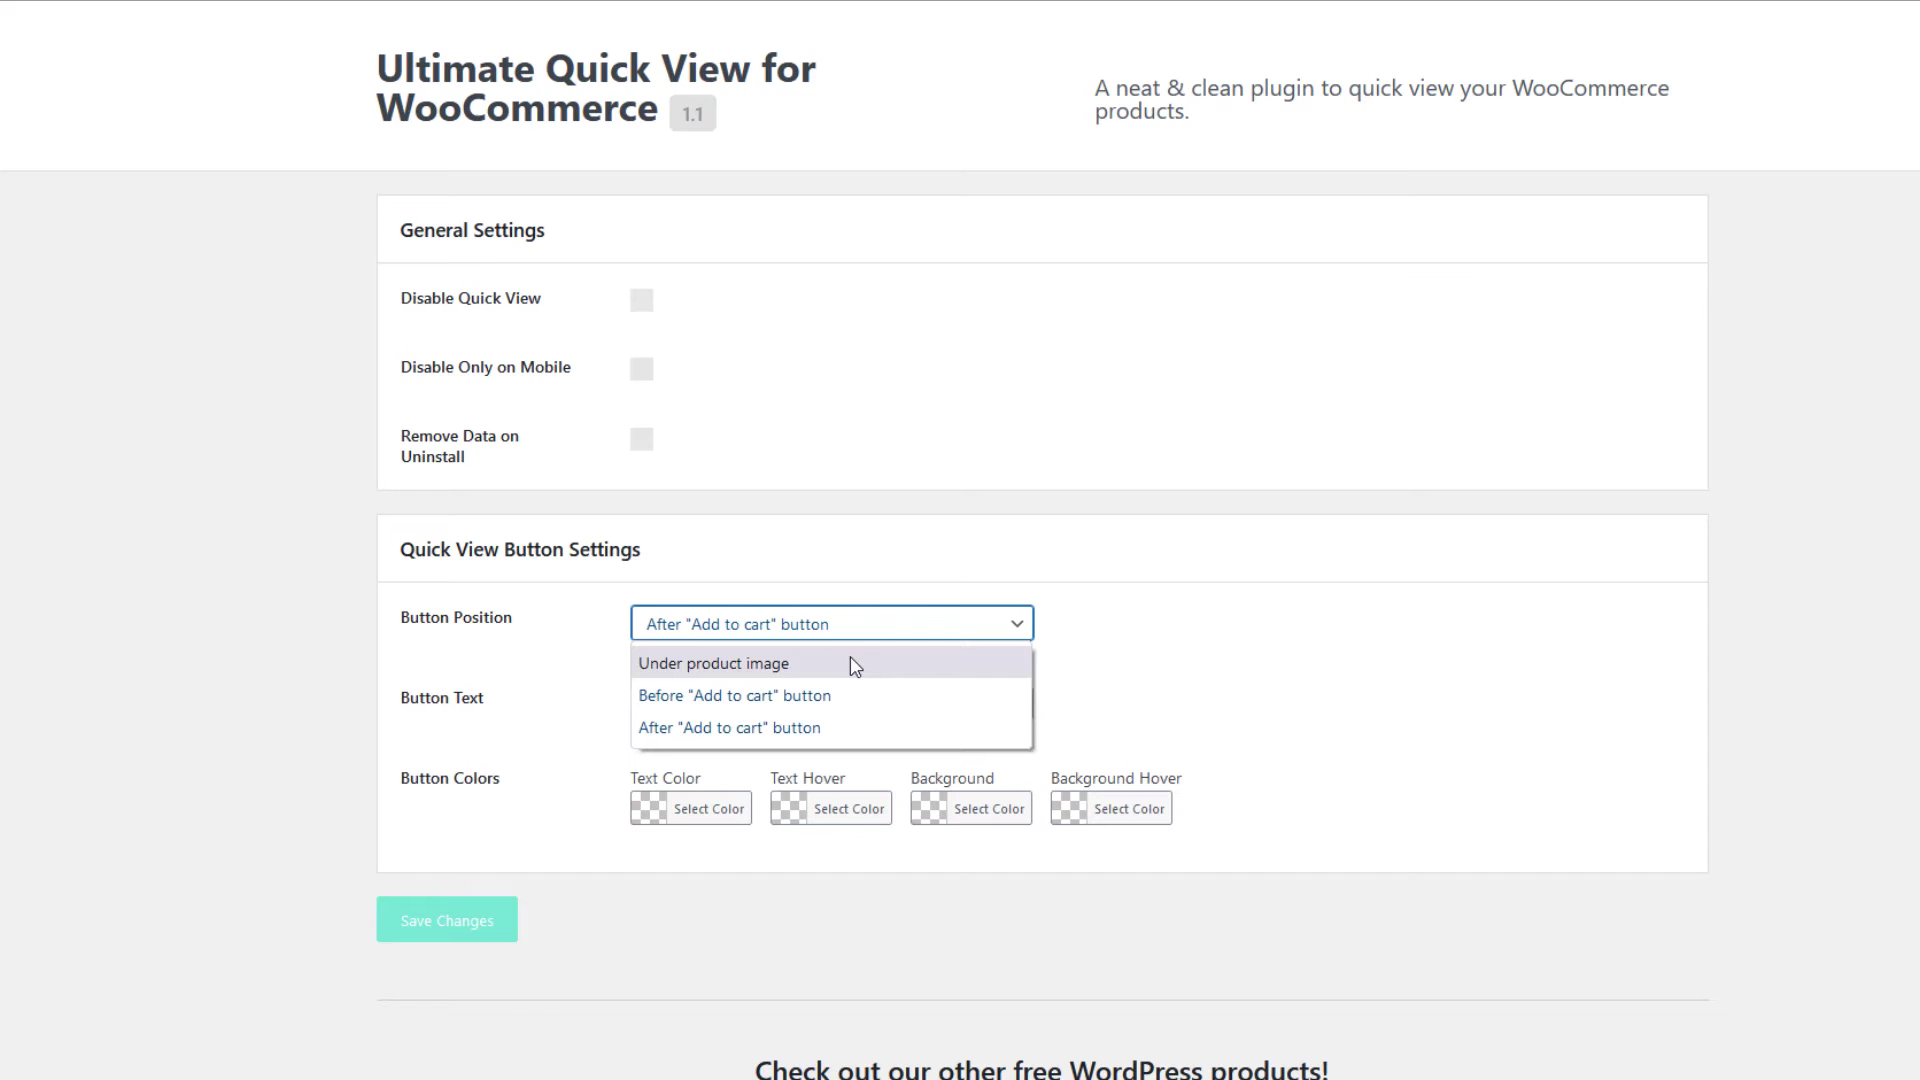 Ultimate Quick View for
WooCommerce 1.1
A neat & clean plugin to quick view your WooCommerce
products.
General Settings
Disable Quick View
Disable Only on Mobile
Remove Data on
Uninstall
Quick View Button Settings
Button Position
After "Add to cart" button
Under product image
Before "Add to cart" button
After "Add to cart" button
Button Text
Button Colors
Text Color Text Hover Background Background Hover
Select Color Select Color Select Color Select Color
Save Changes
Check out our other free WordPress products!